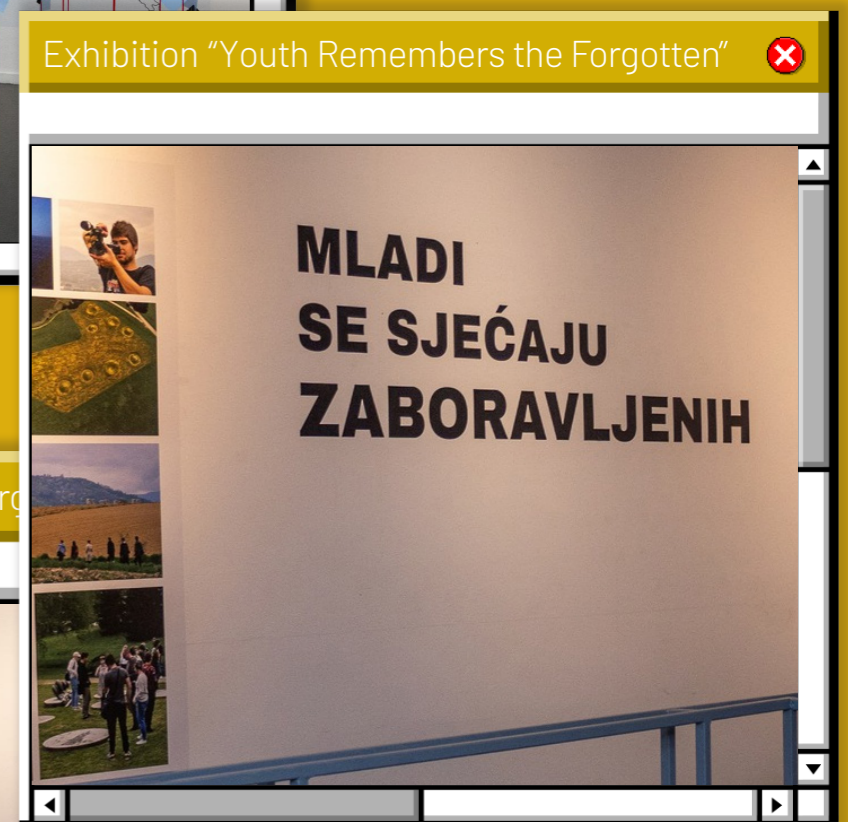 Exhibition “Youth Remembers the Forgotten”
MLADI
SE SJEĆAJU
ZABORAVLJENIH